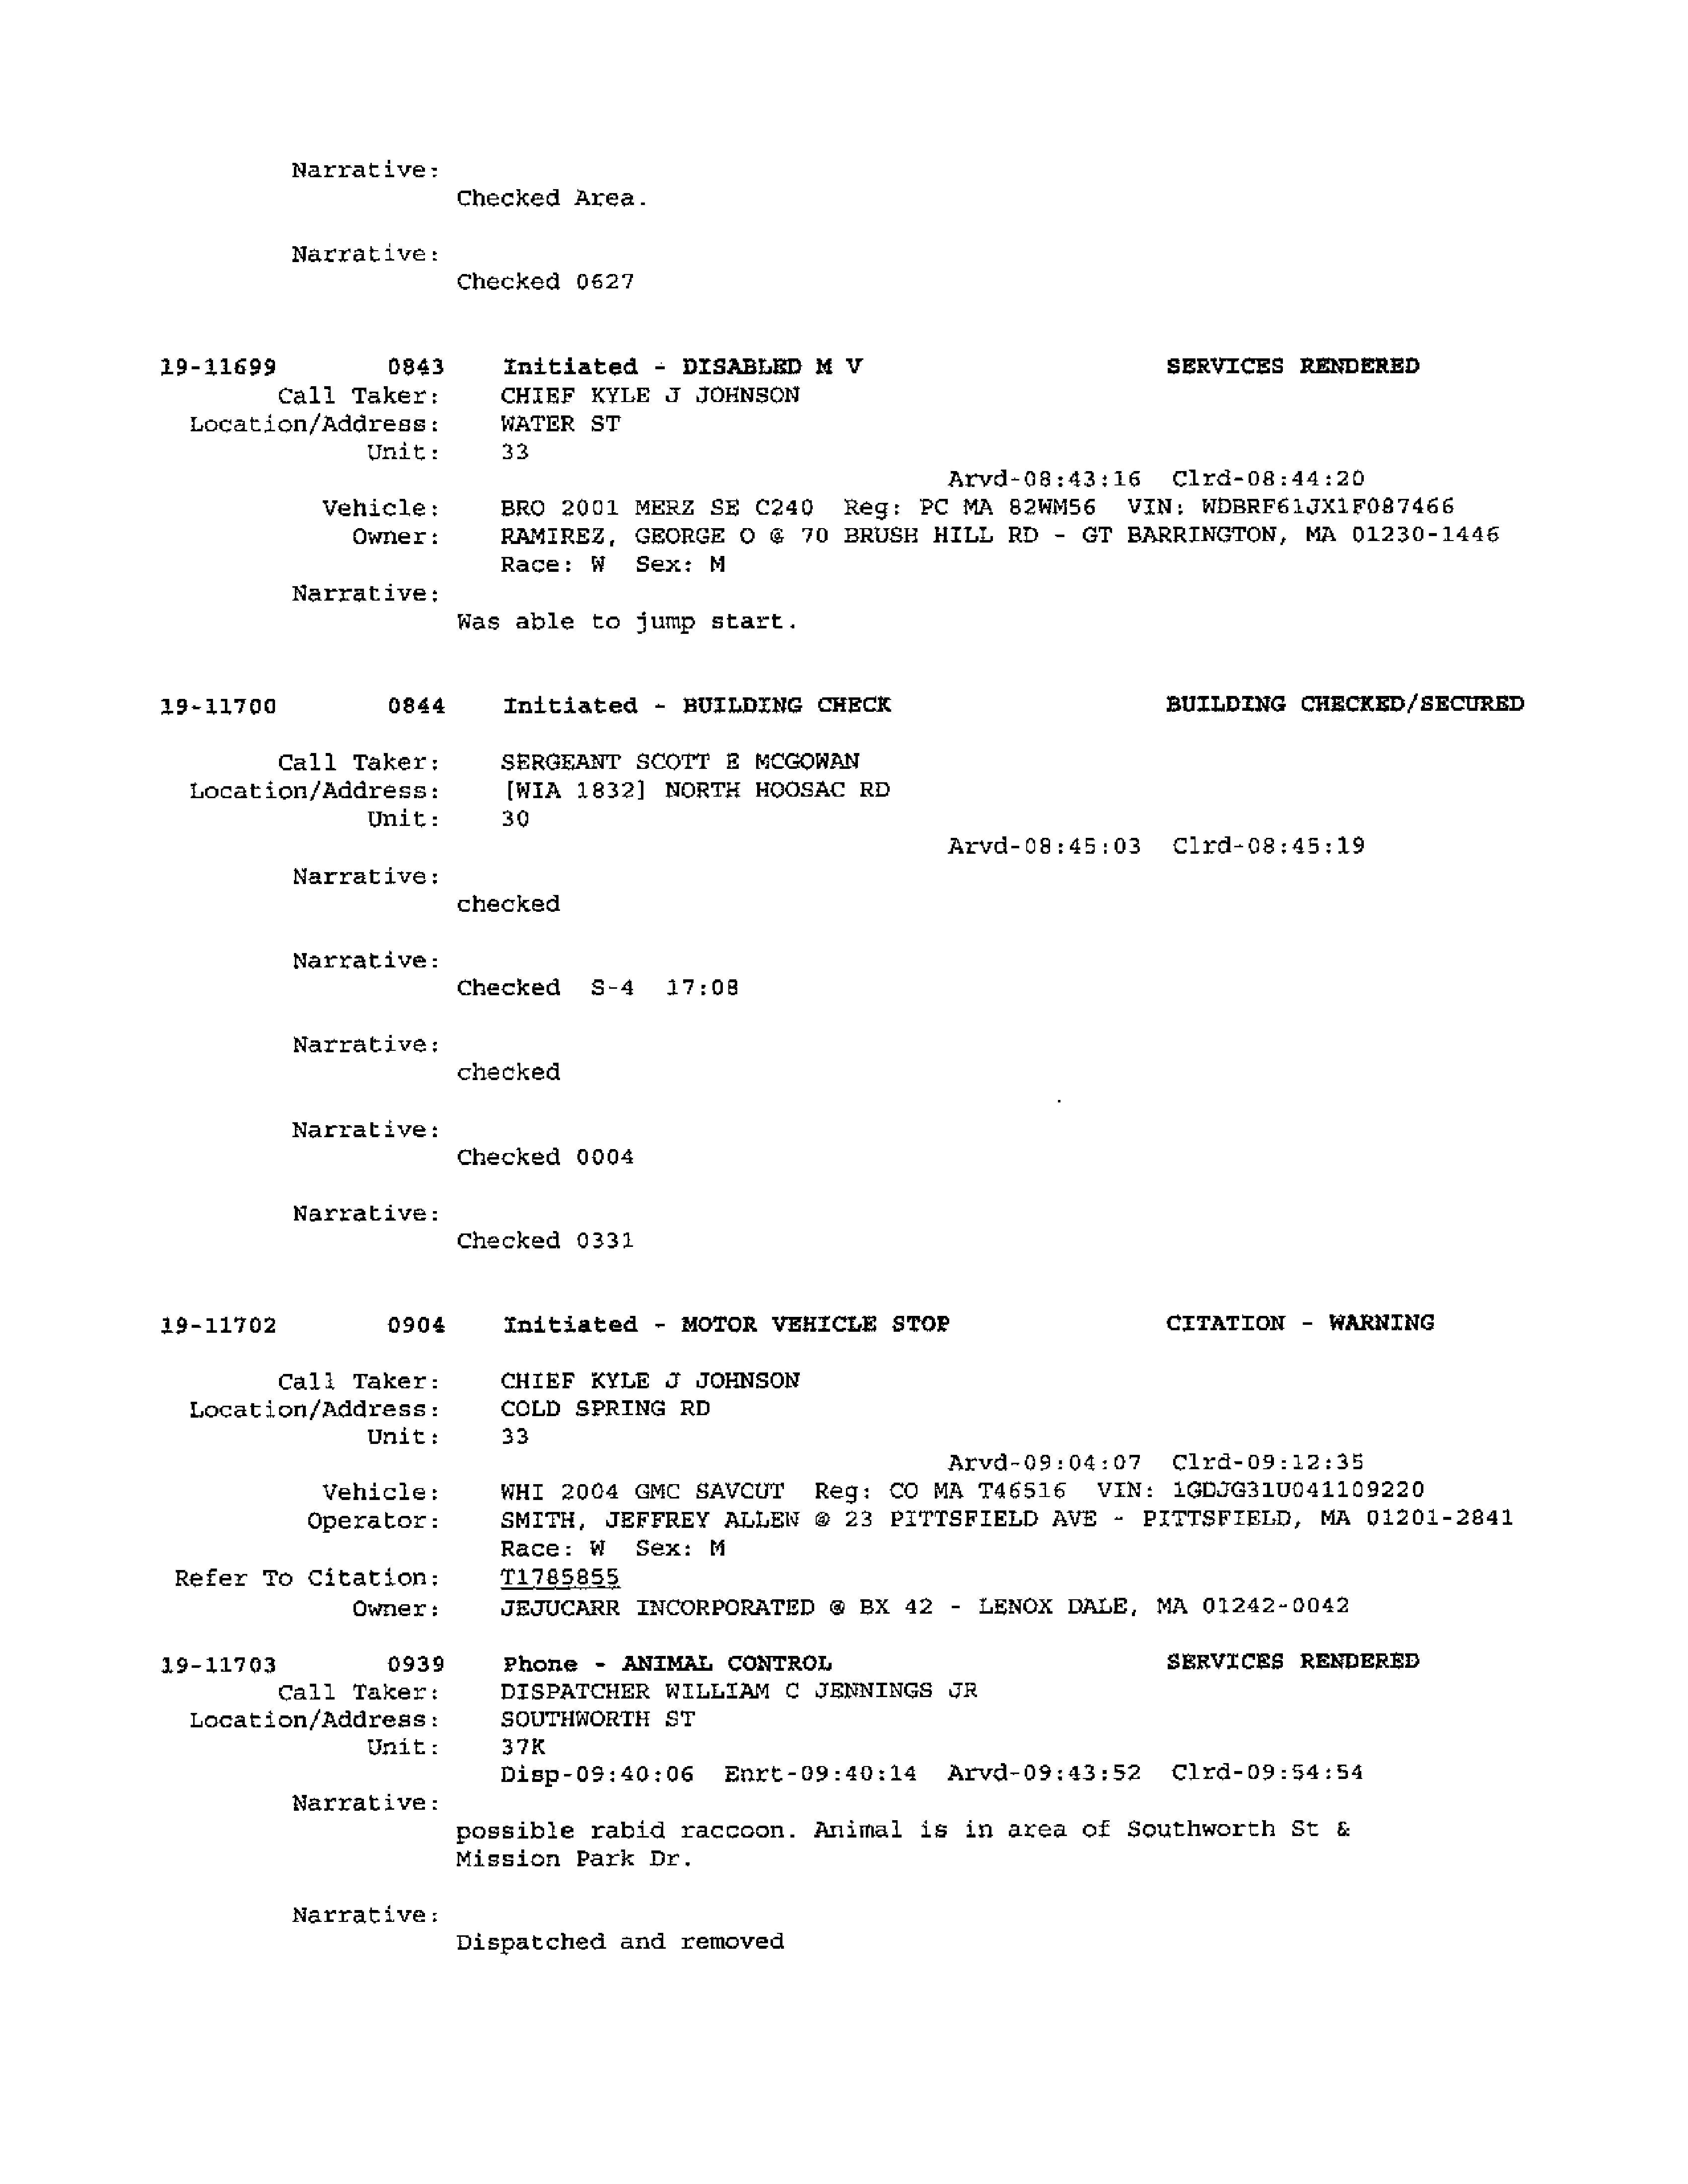 Narrative:
Checked Area.
Narrative:
Checked 0627
19-11699 0843 Initiated - DISABLED M V SERVICES RENDERED
Call Taker: CHIEF KYLE J JOHNSON
Location/Address: WATER ST
Unit: 33
Arvd-08:43:16 Clrd-08:44:20
Vehicle: BRO 2001 MERZ SE C240 Reg: PC MA 82WM56 VIN: WDBRF61JX1F087466
Owner: RAMIREZ, GEORGE O @ 70 BRUSH HILL RD - GT BARRINGTON, MA 01230-1446
Race: W Sex: M
Narrative:
Was able to jump start.
19-11700 0844 Initiated - BUILDING CHECK BUILDING CHECKED/SECURED
Call Taker: SERGEANT SCOTT E MCGOWAN
Location/Address: [WIA 1832] NORTH HOOSAC RD
Unit: 30
Arvd-08:45:03 Clrd-08:45:19
Narrative:
checked
Narrative:
Checked S-4 17:08
Narrative:
checked
Narrative:
Checked 0004
Narrative:
Checked 0331
19-11702 0904 Initiated - MOTOR VEHICLE STOP CITATION - WARNING
Call Taker: CHIEF KYLE J JOHNSON
Location/Address: COLD SPRING RD
Unit: 33
Arvd-09:04:07 Clrd-09:12:35
Vehicle: WHI 2004 GMC SAVCUT Reg: CO MA T46516 VIN: 1GDJG31U041109220
Operator: SMITH, JEFFREY ALLEN @ 23 PITTSFIELD AVE - PITTSFIELD, MA 01201-2841
Race: W Sex: M
Refer To Citation: T1785855
Owner: JEJUCARR INCORPORATED @ BX 42 - LENOX DALE, MA 01242-0042
19-11703 0939 Phone - ANIMAL CONTROL SERVICES RENDERED
Call Taker: DISPATCHER WILLIAM C JENNINGS JR
Location/Address: SOUTHWORTH ST
Unit: 37K
Disp-09:40:06 Enrt-09:40:14 Arvd-09:43:52 Clrd-09:54:54
Narrative:
possible rabid raccoon. Animal is in area of Southworth St &
Mission Park Dr.
Narrative:
Dispatched and removed